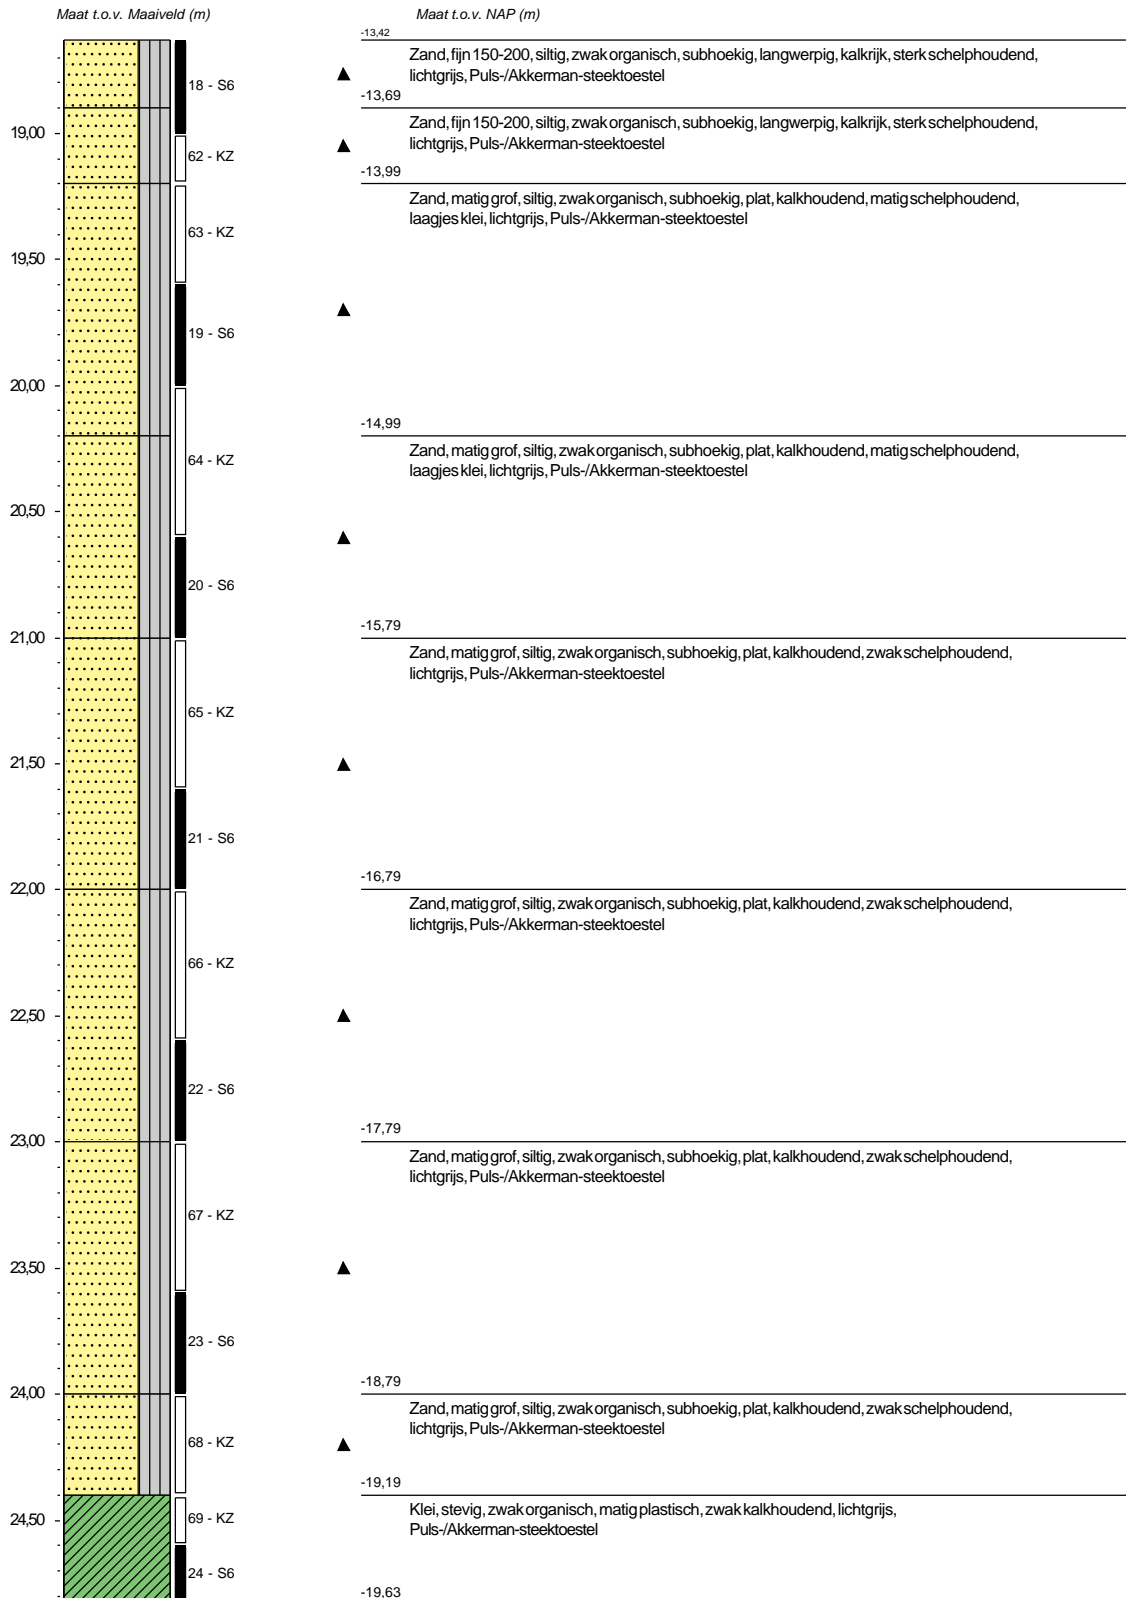 Maat t.o.v. Maaiveld (m)
Maat t.o.v. NAP (m)
-13,42
Zand, fijn 150-200, siltig, zwak organisch, subhoekig, langwerpig, kalkrijk, sterk schelphoudend,
lichtgrijs, Puls-/Akkerman-steektoestel
18 - S6
-13,69
Zand, fijn 150-200, siltig, zwak organisch, subhoekig, langwerpig, kalkrijk, sterk schelphoudend,
lichtgrijs, Puls-/Akkerman-steektoestel
19,00
62 - KZ
-13,99
Zand, matig grof, siltig, zwak organisch, subhoekig, plat, kalkhoudend, matig schelphoudend,
laagjes klei, lichtgrijs, Puls-/Akkerman-steektoestel
63 - KZ
19,50
19 - S6
20,00
-14,99
Zand, matig grof, siltig, zwak organisch, subhoekig, plat, kalkhoudend, matig schelphoudend,
laagjes klei, lichtgrijs, Puls-/Akkerman-steektoestel
64 - KZ
20,50
20 - S6
-15,79
21,00
Zand, matig grof, siltig, zwak organisch, subhoekig, plat, kalkhoudend, zwak schelphoudend,
lichtgrijs, Puls-/Akkerman-steektoestel
65 - KZ
21,50
21 - S6
-16,79
22,00
Zand, matig grof, siltig, zwak organisch, subhoekig, plat, kalkhoudend, zwak schelphoudend,
lichtgrijs, Puls-/Akkerman-steektoestel
66 - KZ
22,50
22 - S6
-17,79
23,00
Zand, matig grof, siltig, zwak organisch, subhoekig, plat, kalkhoudend, zwak schelphoudend,
lichtgrijs, Puls-/Akkerman-steektoestel
67 - KZ
23,50
23 - S6
-18,79
24,00
Zand, matig grof, siltig, zwak organisch, subhoekig, plat, kalkhoudend, zwak schelphoudend,
lichtgrijs, Puls-/Akkerman-steektoestel
68 - KZ
-19,19
Klei, stevig, zwak organisch, matig plastisch, zwak kalkhoudend, lichtgrijs,
Puls-/Akkerman-steektoestel
24,50
69 - KZ
24 - S6
-19,63